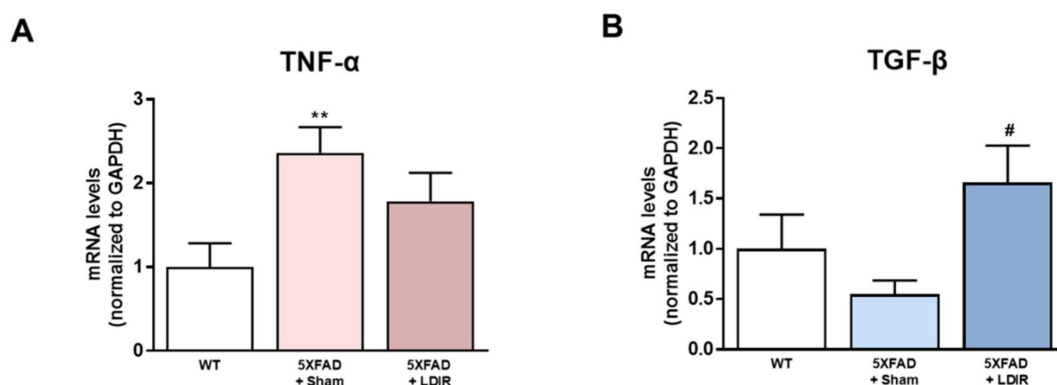 A
TNF-α
mRNA levels
(normalized to GAPDH)
3
2
1
0
**
WT
5XFAD
+ Sham
5XFAD
+ LDIR
B
TGF-β
mRNA levels
(normalized to GAPDH)
2.5
2.0
1.5
1.0
0.5
0.0
#
WT
5XFAD
+ Sham
5XFAD
+ LDIR